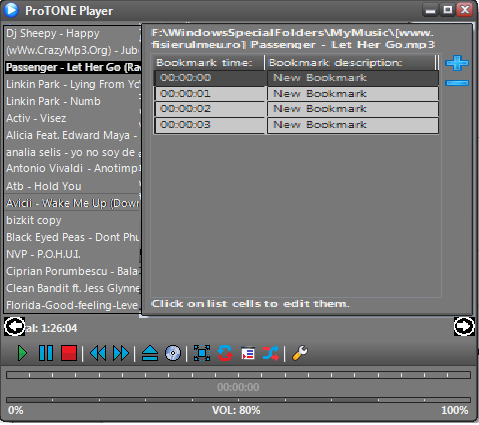 ProTONE Player
Dj Sheepy - Happy
(wWw.CrazyMp3.Org) - Jub
Passenger - Let Her Go (Ra
Linkin Park - Lying From Yo
Linkin Park - Numb
Activ - Visez
Alicia Feat. Edward Maya -
analia selis - yo no soy de
Antonio Vivaldi - Anotimp
Atb - Hold You
Avicii - Wake Me Up (Down
bizkit copy
Black Eyed Peas - Dont Phu
NVP - P.O.H.U.I.
Ciprian Porumbescu - Bala
Clean Bandit ft. Jess Glynne
Florida-Good-feeling-Leve
al: 1:26:04
F:\WindowsSpecialFolders\MyMusic\[www.
fisierulmeu.ro] Passenger - Let Her Go.mp3
Bookmark time: Bookmark description:
00:00:00 New Bookmark
00:00:01 New Bookmark
00:00:02 New Bookmark
00:00:03 New Bookmark
Click on list cells to edit them.
00:00:00
0% VOL: 80% 100%